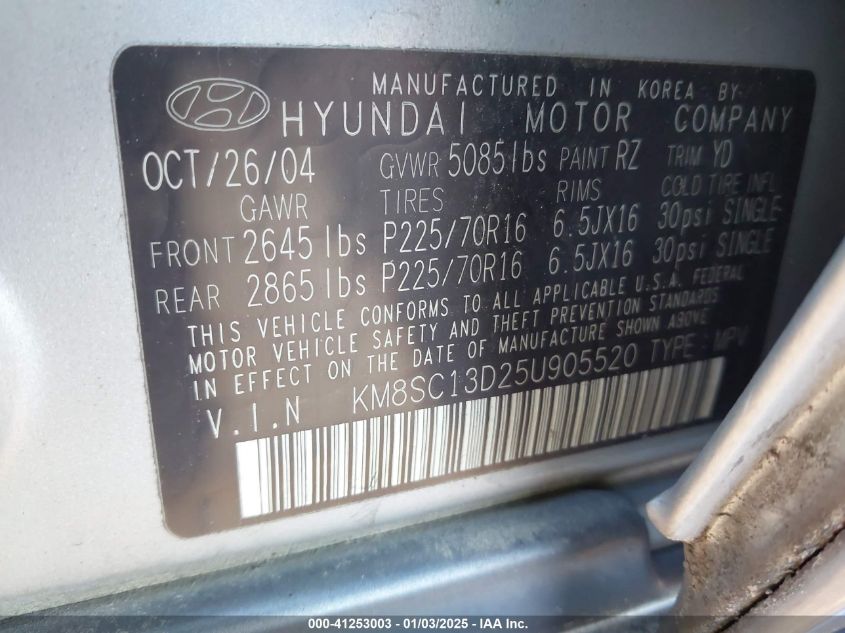 MANUFACTURED IN KOREA BY
HYUNDAI MOTOR COMPANY
OCT/26/04 GVWR 5085lbs PAINT RZ TRIM YD
GAWR TIRES RIMS COLD TIRE INFL
FRONT 2645lbs P225/70R16 6.5JX16 30psi SINGLE
REAR 2865lbs P225/70R16 6.5JX16 30psi SINGLE
THIS VEHICLE CONFORMS TO ALL APPLICABLE U.S.A. FEDERAL
MOTOR VEHICLE SAFETY AND THEFT PREVENTION STANDARDS
IN EFFECT ON THE DATE OF MANUFACTURE SHOWN ABOVE
V.I.N KM8SC13D25U905520 TYPE : MPV
000-41253003 — 01/03/2025 — © IAA Inc.